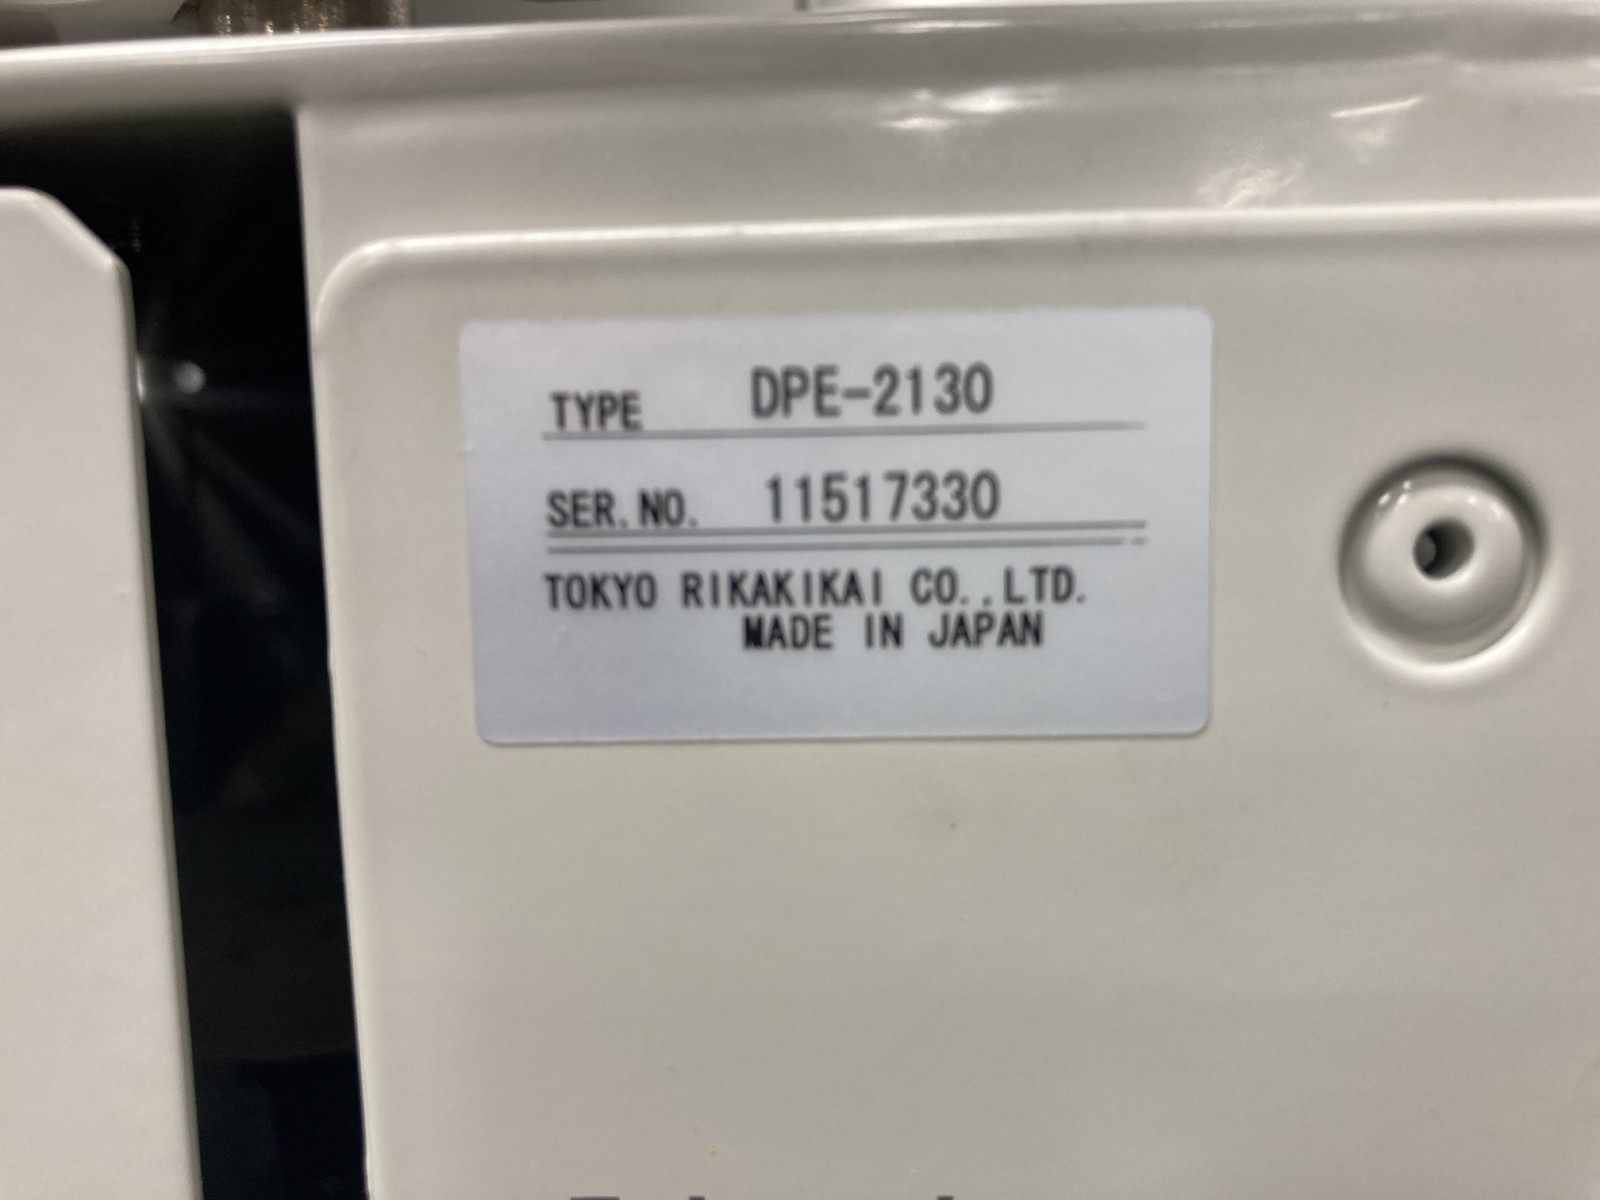 TYPE DPE-2130
SER.NO. 11517330
TOKYO RIKAKIKAI CO.,LTD.
MADE IN JAPAN